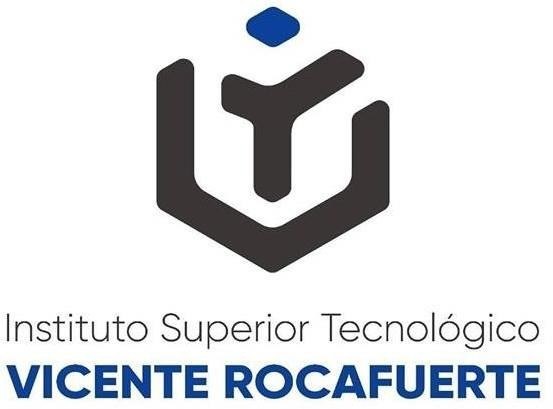 Instituto Superior Tecnológico
VICENTE ROCAFUERTE